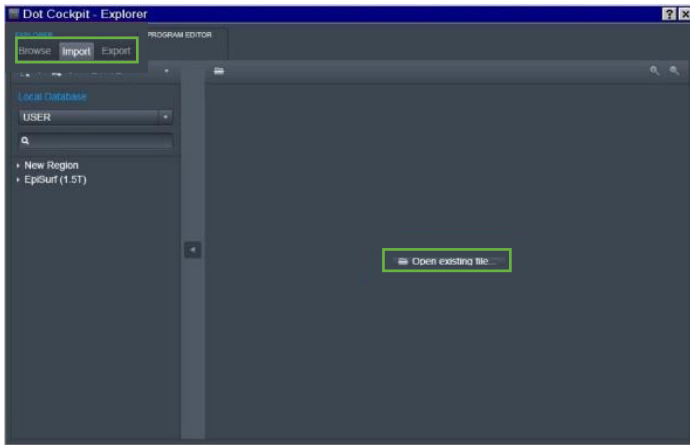 Dot Cockpit - Explorer
EXPLORER
PROGRAM EDITOR
Browse Import Export
Local Database
USER
New Region
EpiSurf (1.5T)
Open existing file...